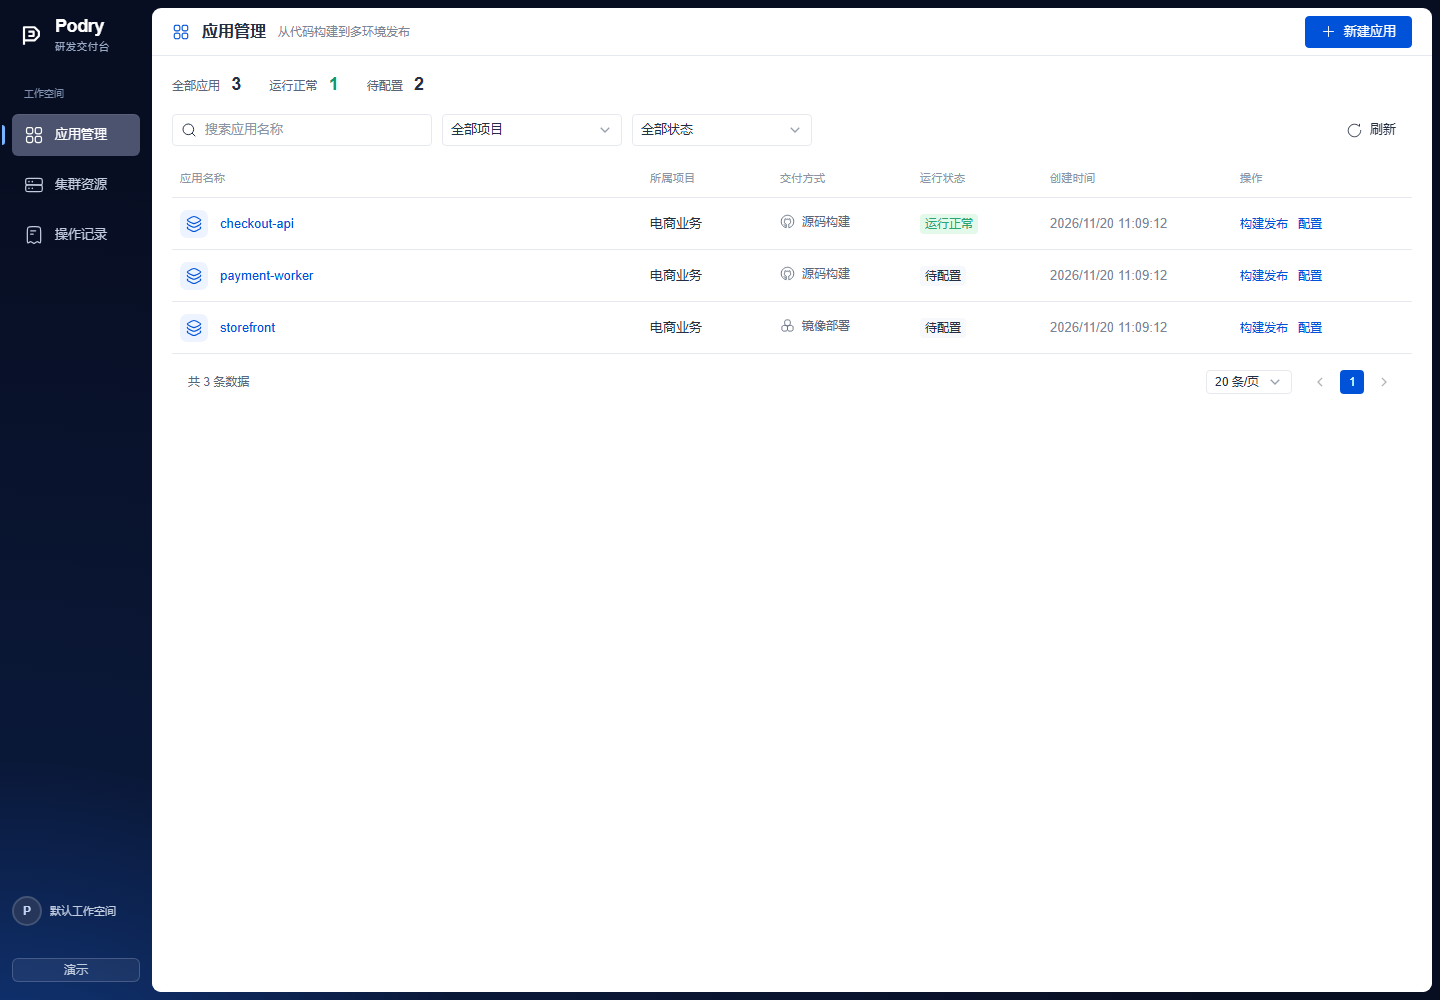 Podry
研发交付台
工作空间
应用管理
集群资源
操作记录
P 默认工作空间
演示
应用管理 从代码构建到多环境发布
新建应用
全部应用 3 运行正常 1 待配置 2
搜索应用名称 全部项目 全部状态 刷新
应用名称 所属项目 交付方式 运行状态 创建时间 操作
checkout-api 电商业务 源码构建 运行正常 2026/11/20 11:09:12 构建发布 配置
payment-worker 电商业务 源码构建 待配置 2026/11/20 11:09:12 构建发布 配置
storefront 电商业务 镜像部署 待配置 2026/11/20 11:09:12 构建发布 配置
共 3 条数据 20 条/页 1